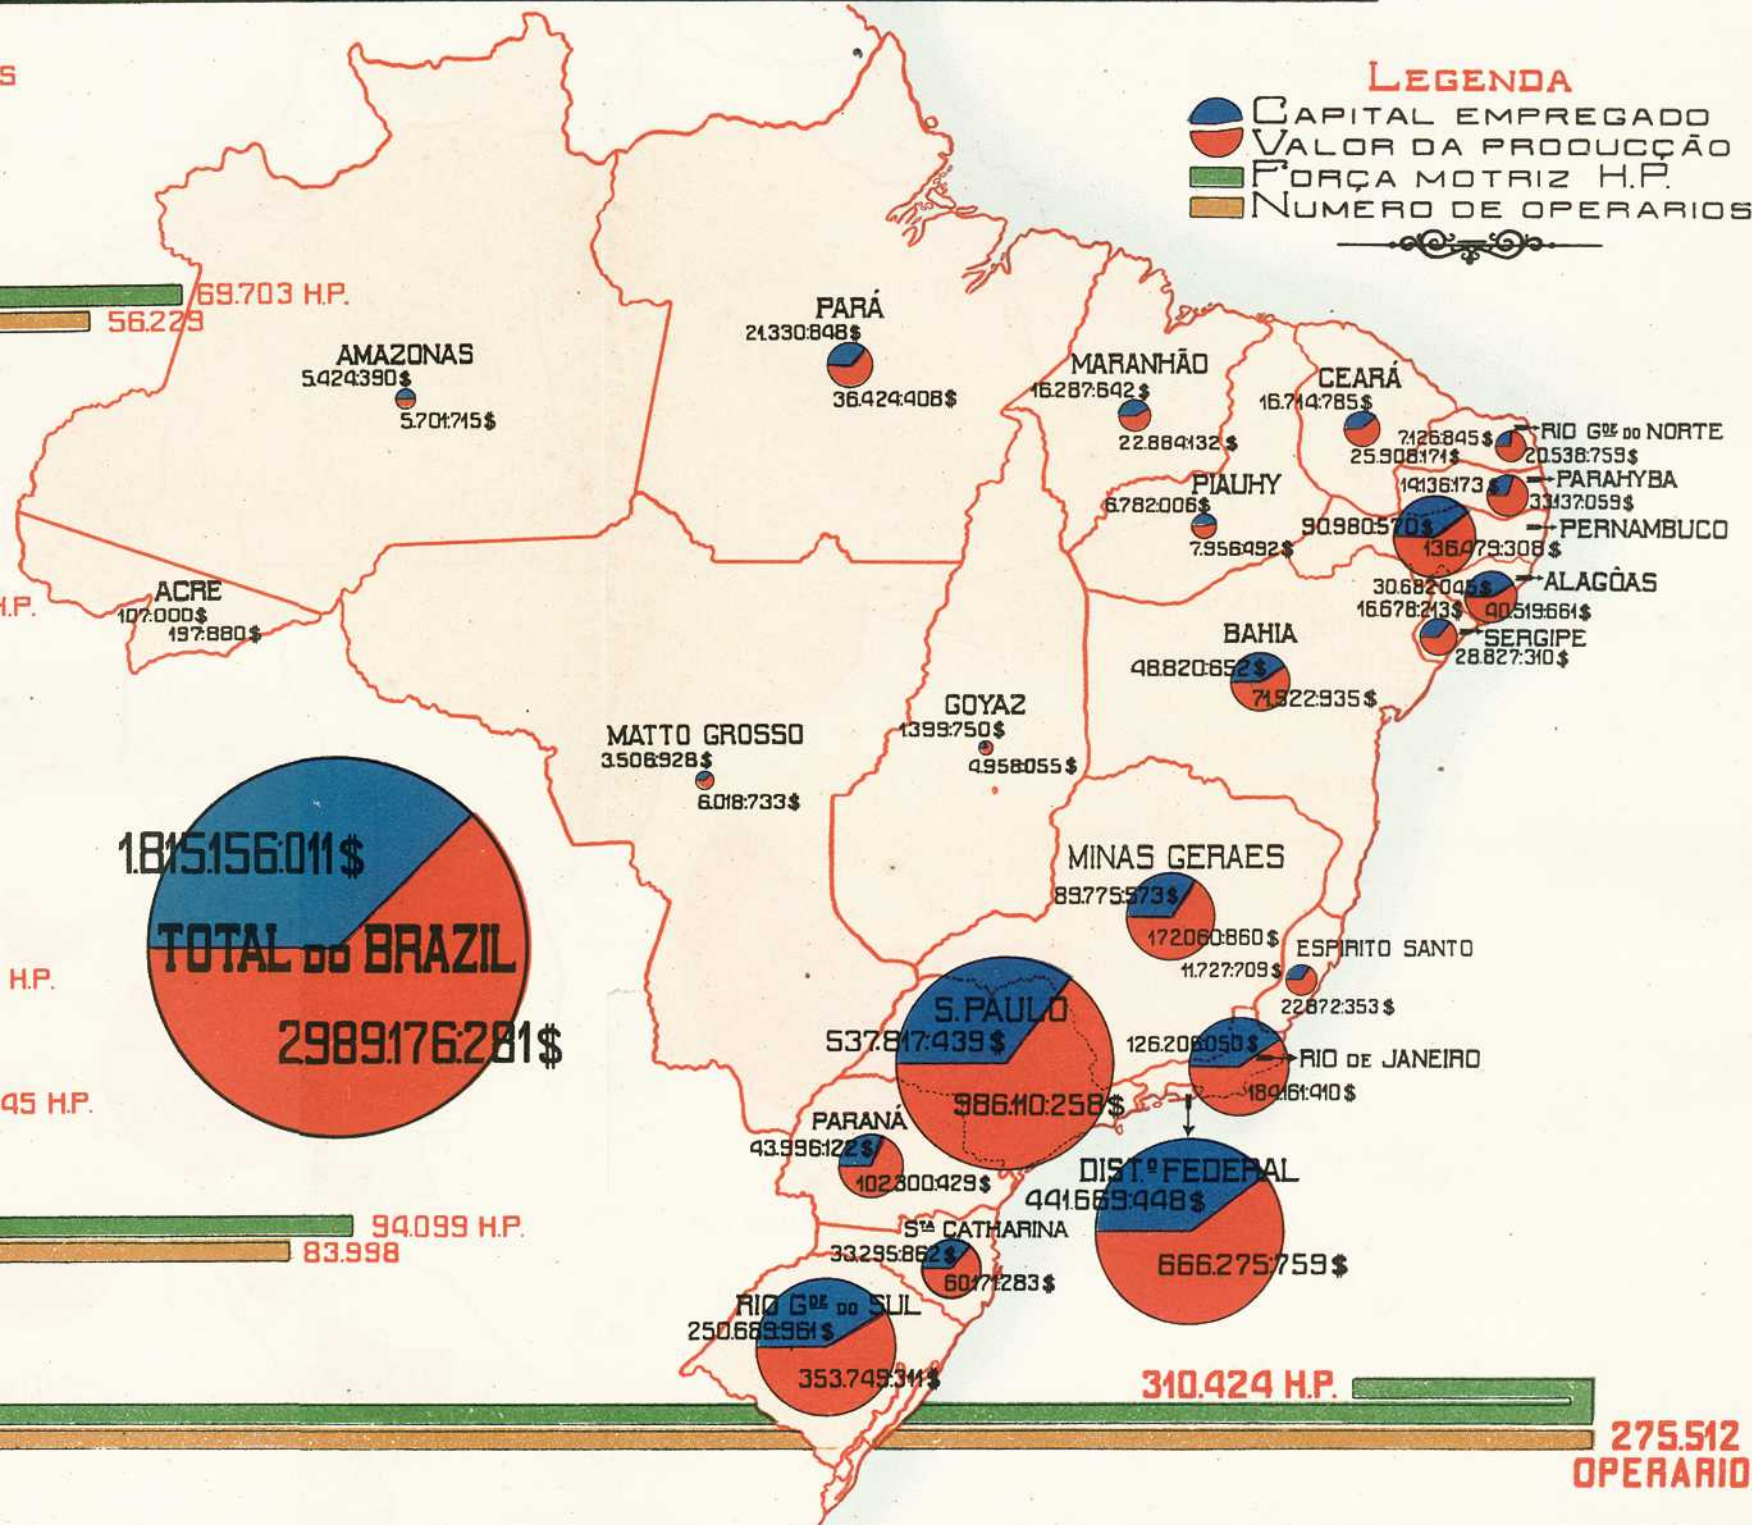 S
LEGENDA
CAPITAL EMPREGADO
VALOR DA PRODUCÇÃO
FORÇA MOTRIZ H.P.
NUMERO DE OPERARIOS
69.703 H.P.
56.229
AMAZONAS
5.424:390$
5.701:715$
PARÁ
21.330:848$
36.424:408$
MARANHÃO
16.287:642$
22.884:132$
CEARÁ
16.714:785$
25.908:171$
RIO GDE DO NORTE
7.126:845$
20.538:759$
PARAHYBA
14.136:173$
33.137:059$
PIAUHY
6.782:006$
7.956:492$
PERNAMBUCO
90.980:570$
136.479:308$
ALAGÔAS
30.682:045$
40.519:661$
SERGIPE
16.678:213$
28.827:310$
ACRE
107:000$
197:880$
H.P.
BAHIA
48.820:652$
71.922:935$
GOYAZ
1.399:750$
4.958:055$
MATTO GROSSO
3.506:928$
6.018:733$
1.815.156:011$
TOTAL DO BRAZIL
2.989.176:281$
MINAS GERAES
89.775:573$
172.060:860$
ESPIRITO SANTO
11.727:709$
22.872:353$
H.P.
S. PAULO
537.817:439$
986.110:258$
RIO DE JANEIRO
126.206:050$
184.161:410$
45 H.P.
PARANÁ
43.996:122$
102.300:429$
DIST.º FEDERAL
441.669:448$
666.275:759$
94.099 H.P.
83.998
STA CATHARINA
33.295:862$
60.171:283$
RIO GDE DO SUL
250.689:961$
353.749:311$
310.424 H.P.
275.512
OPERARIO